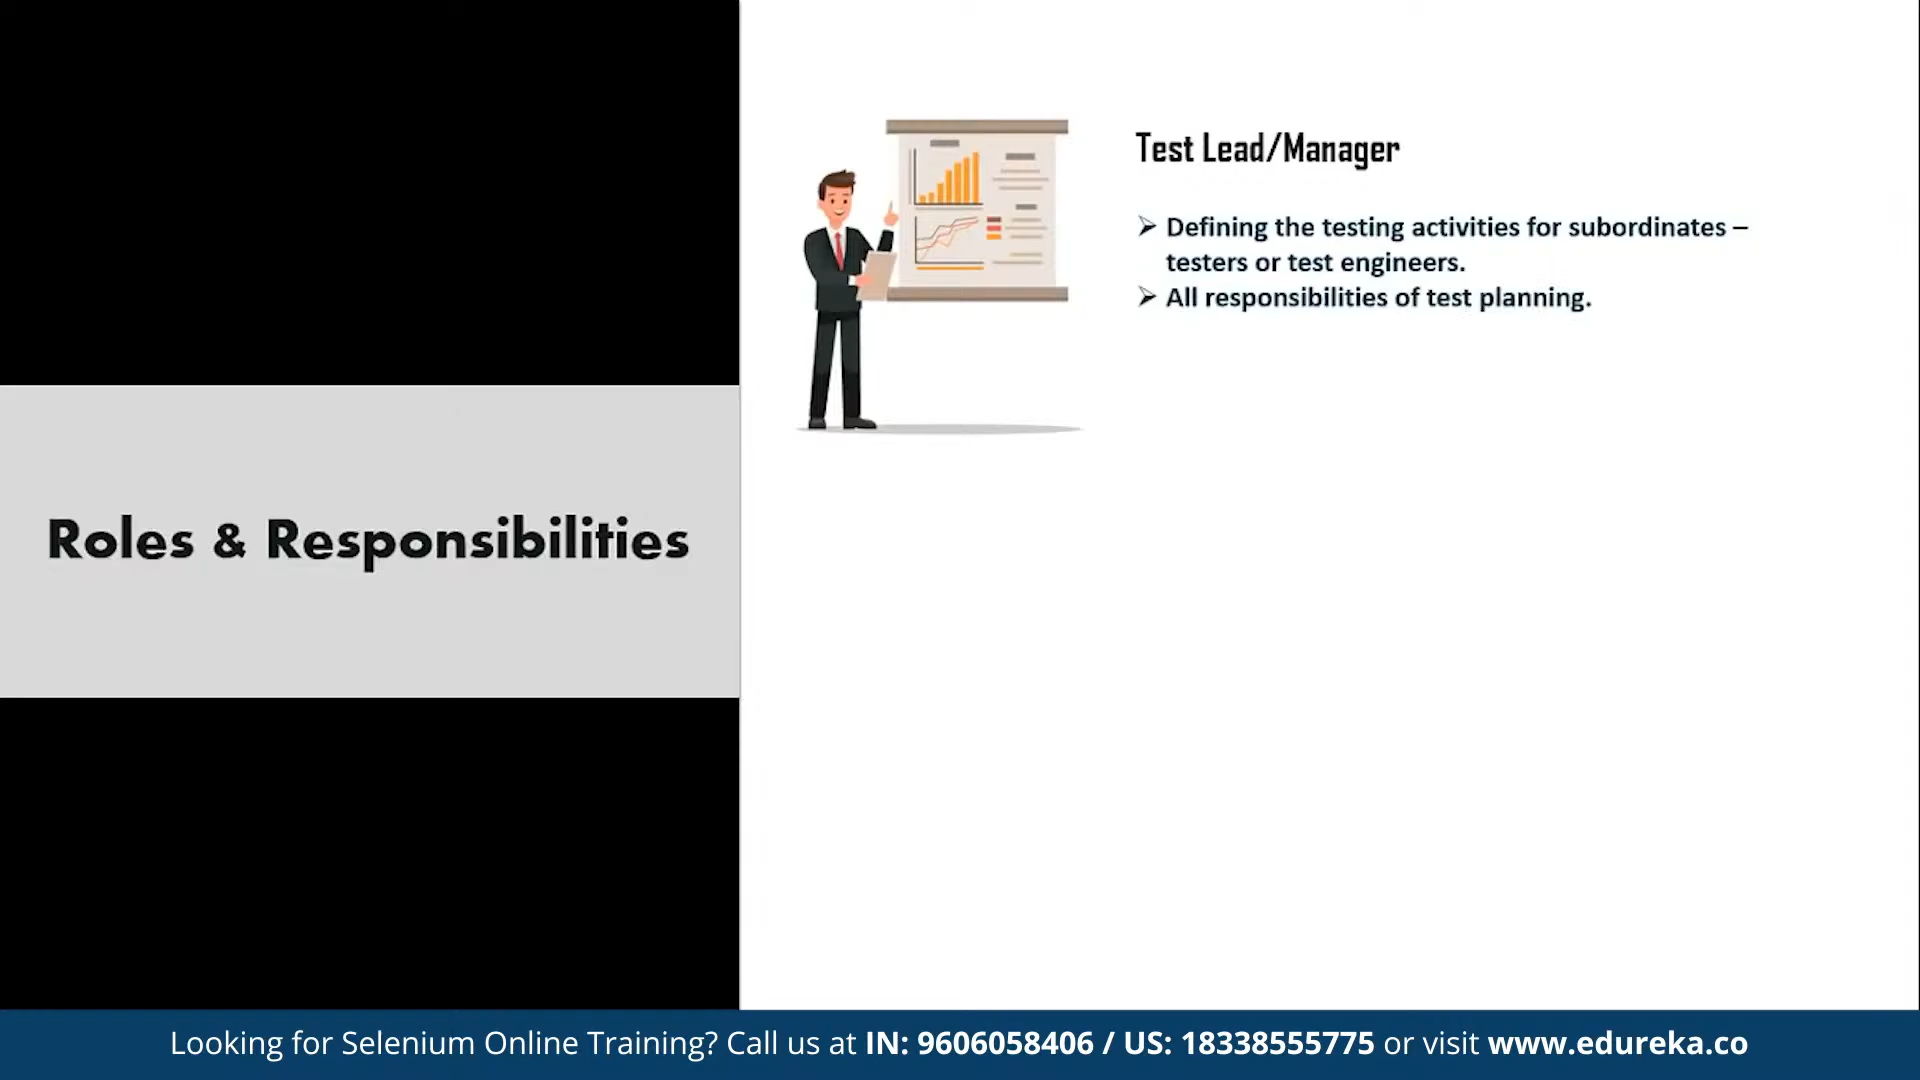 Roles & Responsibilities
Test Lead/Manager
➢ Defining the testing activities for subordinates –
testers or test engineers.
➢ All responsibilities of test planning.
Looking for Selenium Online Training? Call us at IN: 9606058406 / US: 18338555775 or visit www.edureka.co